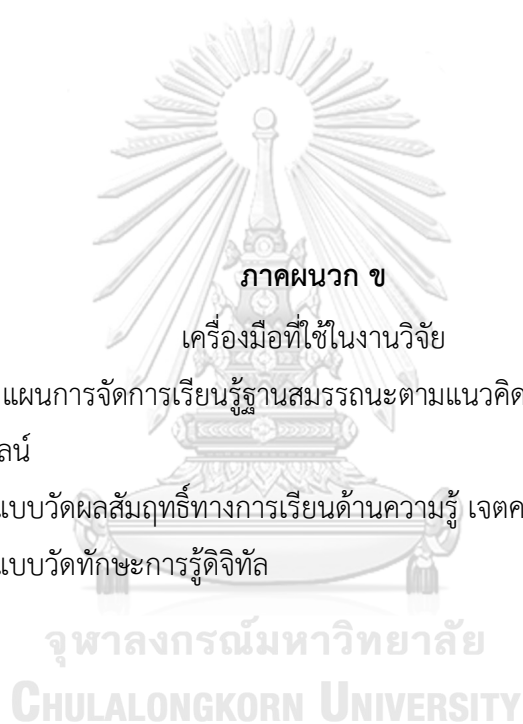 ภาคผนวก ข
เครื่องมือที่ใช้ในงานวิจัย
แผนการจัดการเรียนรู้ฐานสมรรถนะตามแนวคิด
ลน์
แบบวัดผลสัมฤทธิ์ทางการเรียนด้านความรู้ เจตค
แบบวัดทักษะการรู้ดิจิทัล
จุฬาลงกรณ์มหาวิทยาลัย
CHULALONGKORN UNIVERSITY